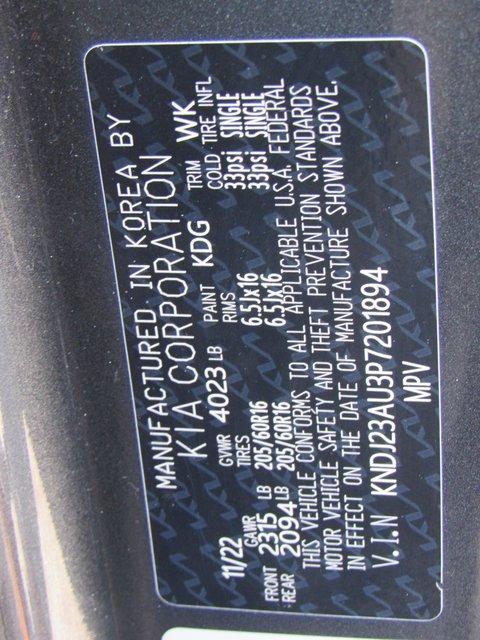 MANUFACTURED IN KOREA BY
KIA CORPORATION
11/22 GVWR 4023 LB PAINT KDG TRIM WK
GAWR TIRES RIMS COLD TIRE INFL
FRONT 2315 LB 205/60R16 6.5Jx16 33psi SINGLE
REAR 2094 LB 205/60R16 6.5Jx16 33psi SINGLE
THIS VEHICLE CONFORMS TO ALL APPLICABLE U.S.A. FEDERAL
MOTOR VEHICLE SAFETY AND THEFT PREVENTION STANDARDS
IN EFFECT ON THE DATE OF MANUFACTURE SHOWN ABOVE.
V.I.N KNDJ23AU3P7201894
MPV